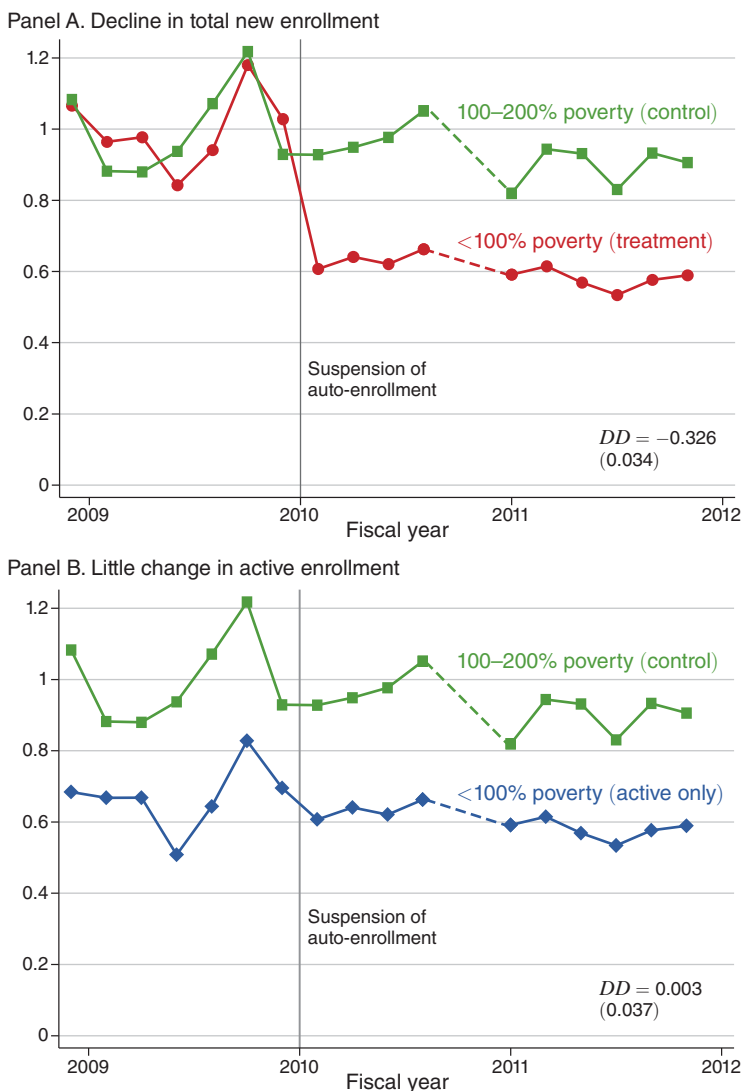 Panel A. Decline in total new enrollment
1.2
1
0.8
0.6
0.4
0.2
0
100–200% poverty (control)
<100% poverty (treatment)
Suspension of
auto-enrollment
DD = −0.326
(0.034)
2009
2010
2011
2012
Fiscal year
Panel B. Little change in active enrollment
1.2
1
0.8
0.6
0.4
0.2
0
100–200% poverty (control)
<100% poverty (active only)
Suspension of
auto-enrollment
DD = 0.003
(0.037)
2009
2010
2011
2012
Fiscal year